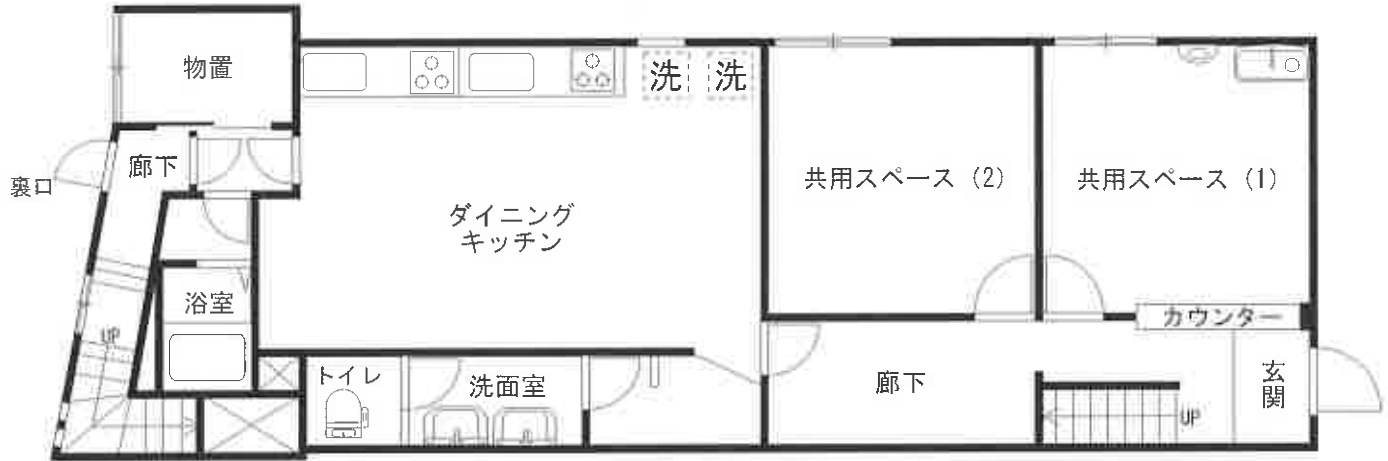 物置
洗
洗
廊下
裏口
共用スペース (2)
共用スペース (1)
ダイニング
キッチン
浴室
UP
カウンター
トイレ
洗面室
廊下
玄関
UP